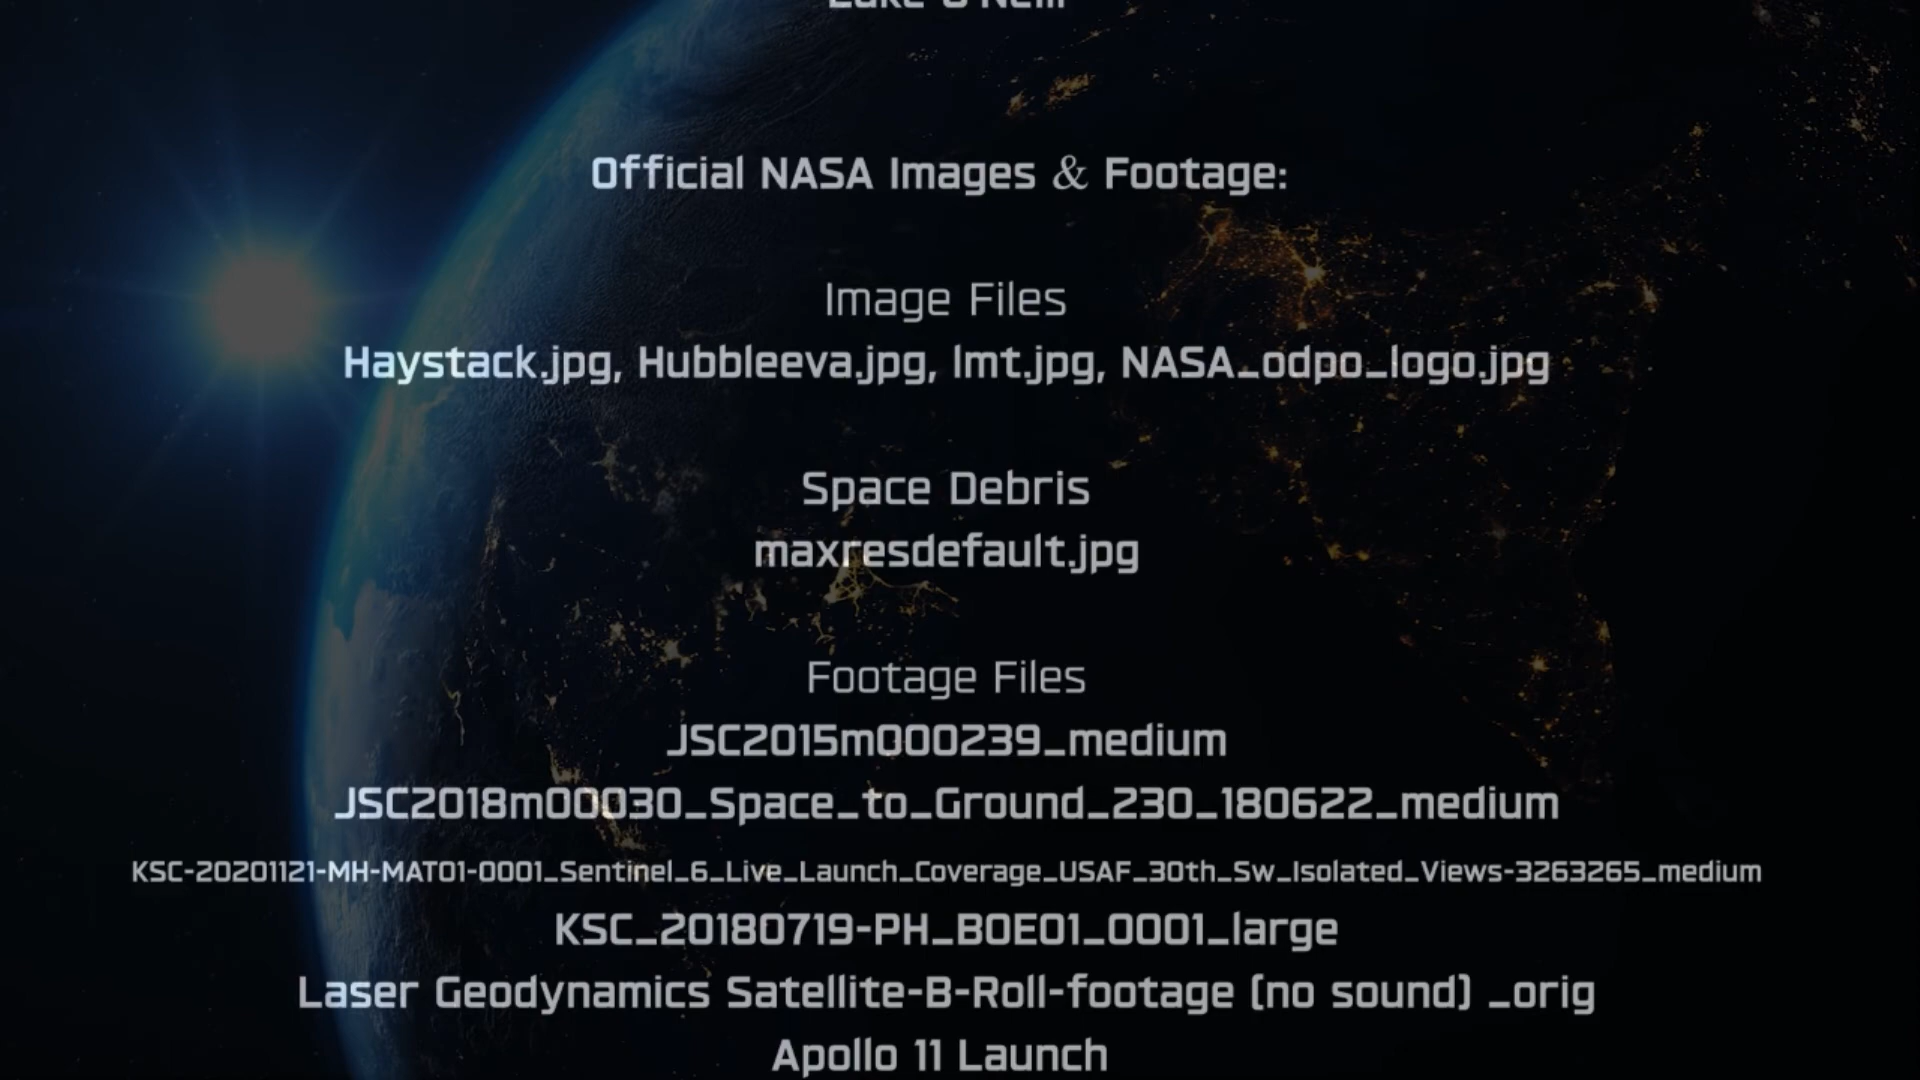 Luke O'Neill
Official NASA Images & Footage:
Image Files
Haystack.jpg, Hubbleeva.jpg, lmt.jpg, NASA_odpo_logo.jpg
Space Debris
maxresdefault.jpg
Footage Files
JSC2015m000239_medium
JSC2018m00030_Space_to_Ground_230_180622_medium
KSC-20201121-MH-MAT01-0001_Sentinel_6_Live_Launch_Coverage_USAF_30th_Sw_Isolated_Views-3263265_medium
KSC_20180719-PH_BOE01_0001_large
Laser Geodynamics Satellite-B-Roll-footage (no sound) _orig
Apollo 11 Launch